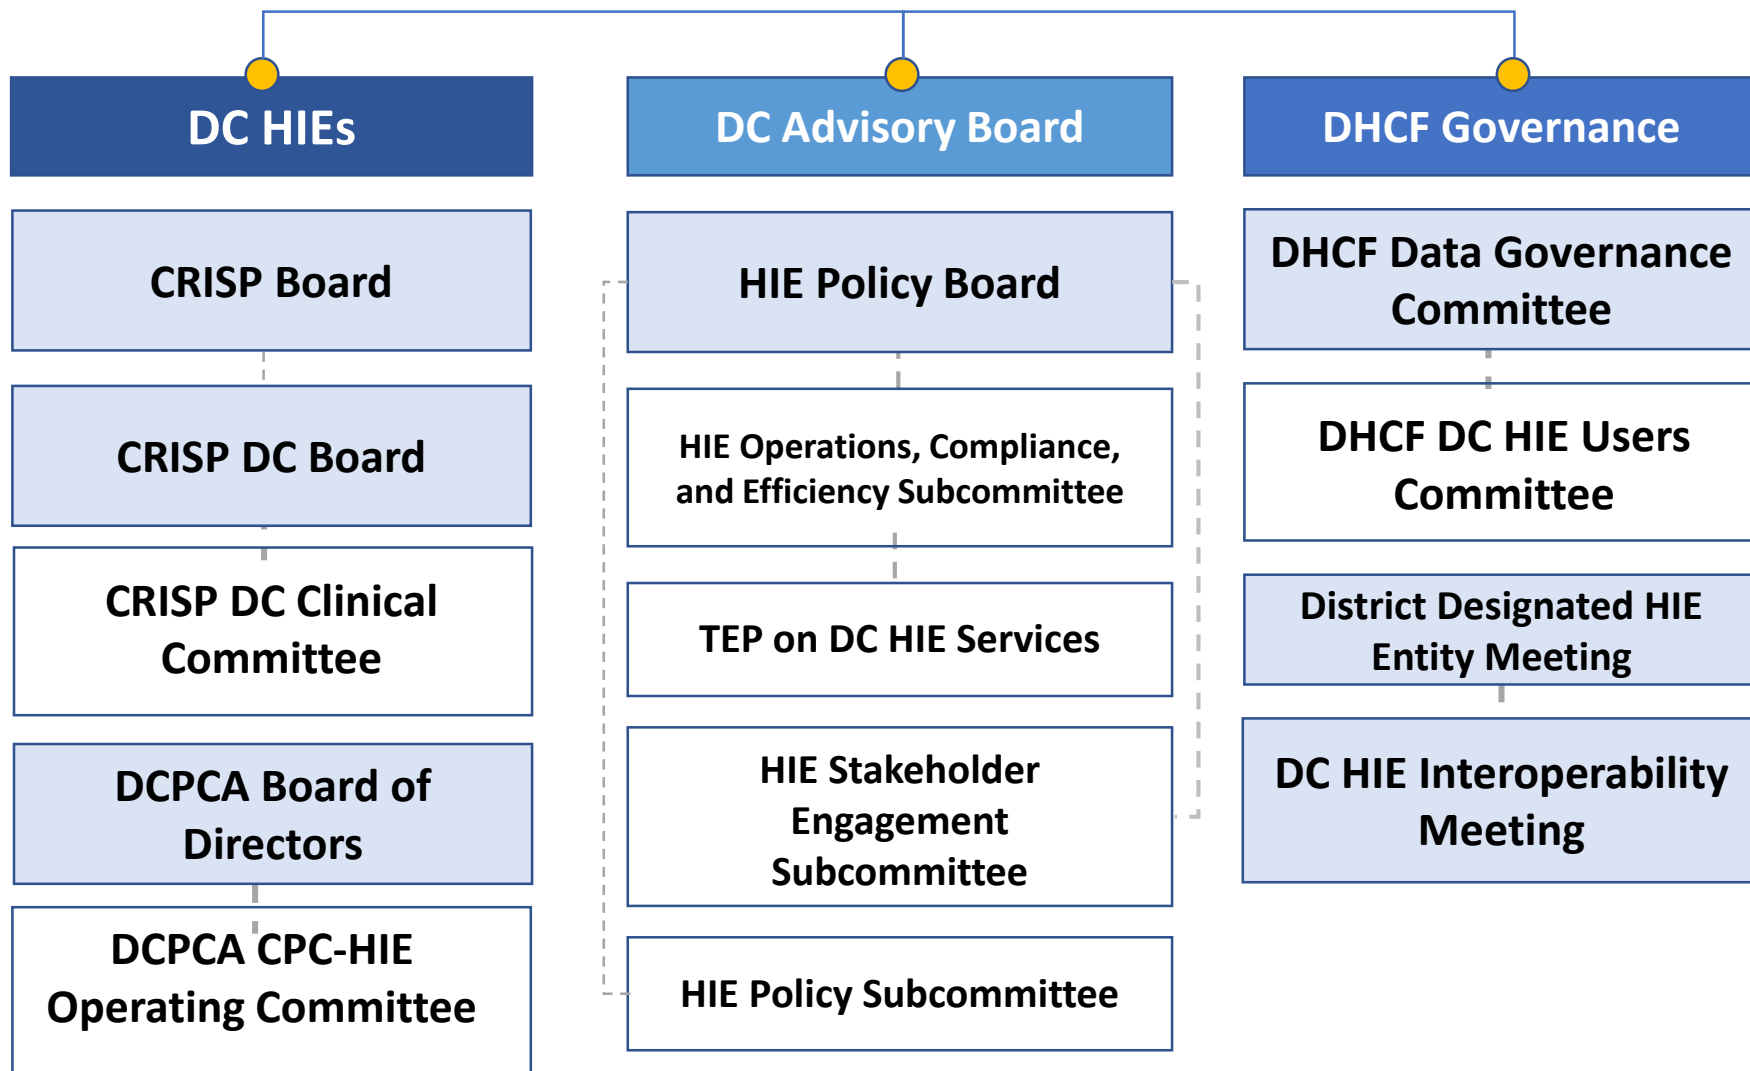 DC HIEs
CRISP Board
CRISP DC Board
CRISP DC Clinical
Committee
DCPCA Board of
Directors
DCPCA CPC-HIE
Operating Committee
DC Advisory Board
HIE Policy Board
HIE Operations, Compliance,
and Efficiency Subcommittee
TEP on DC HIE Services
HIE Stakeholder
Engagement
Subcommittee
HIE Policy Subcommittee
DHCF Governance
DHCF Data Governance
Committee
DHCF DC HIE Users
Committee
District Designated HIE
Entity Meeting
DC HIE Interoperability
Meeting